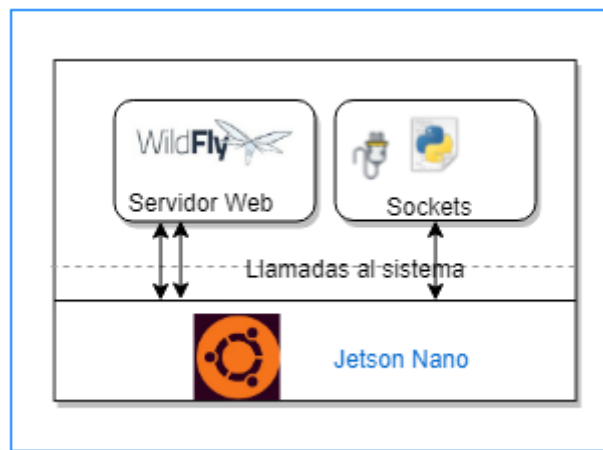 WildFly
Servidor Web
Sockets
Llamadas al sistema
Jetson Nano